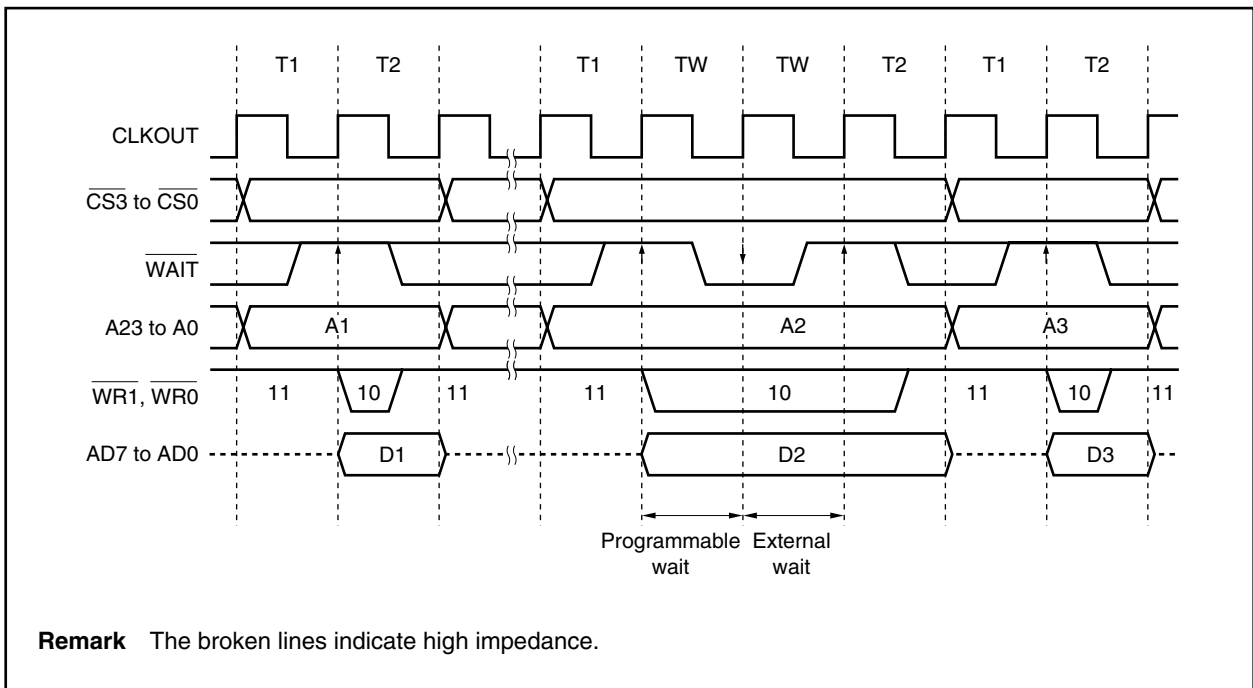 T1 T2 T1 TW TW T2 T1 T2
CLKOUT
CS3 to CS0
WAIT
A23 to A0 A1 A2 A3
WR1, WR0 11 10 11 11 10 11 10 11
AD7 to AD0 D1 D2 D3
Programmable wait
External wait
Remark The broken lines indicate high impedance.